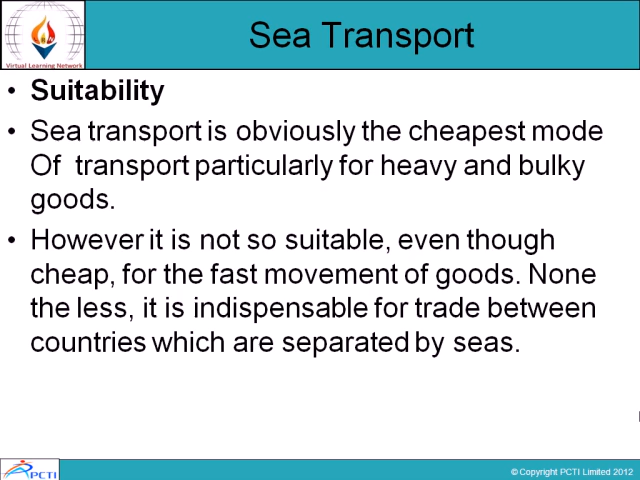 Sea Transport
Virtual Learning Network
• Suitability
• Sea transport is obviously the cheapest mode
Of transport particularly for heavy and bulky
goods.
• However it is not so suitable, even though
cheap, for the fast movement of goods. None
the less, it is indispensable for trade between
countries which are separated by seas.
PCTI
© Copyright PCTI Limited 2012